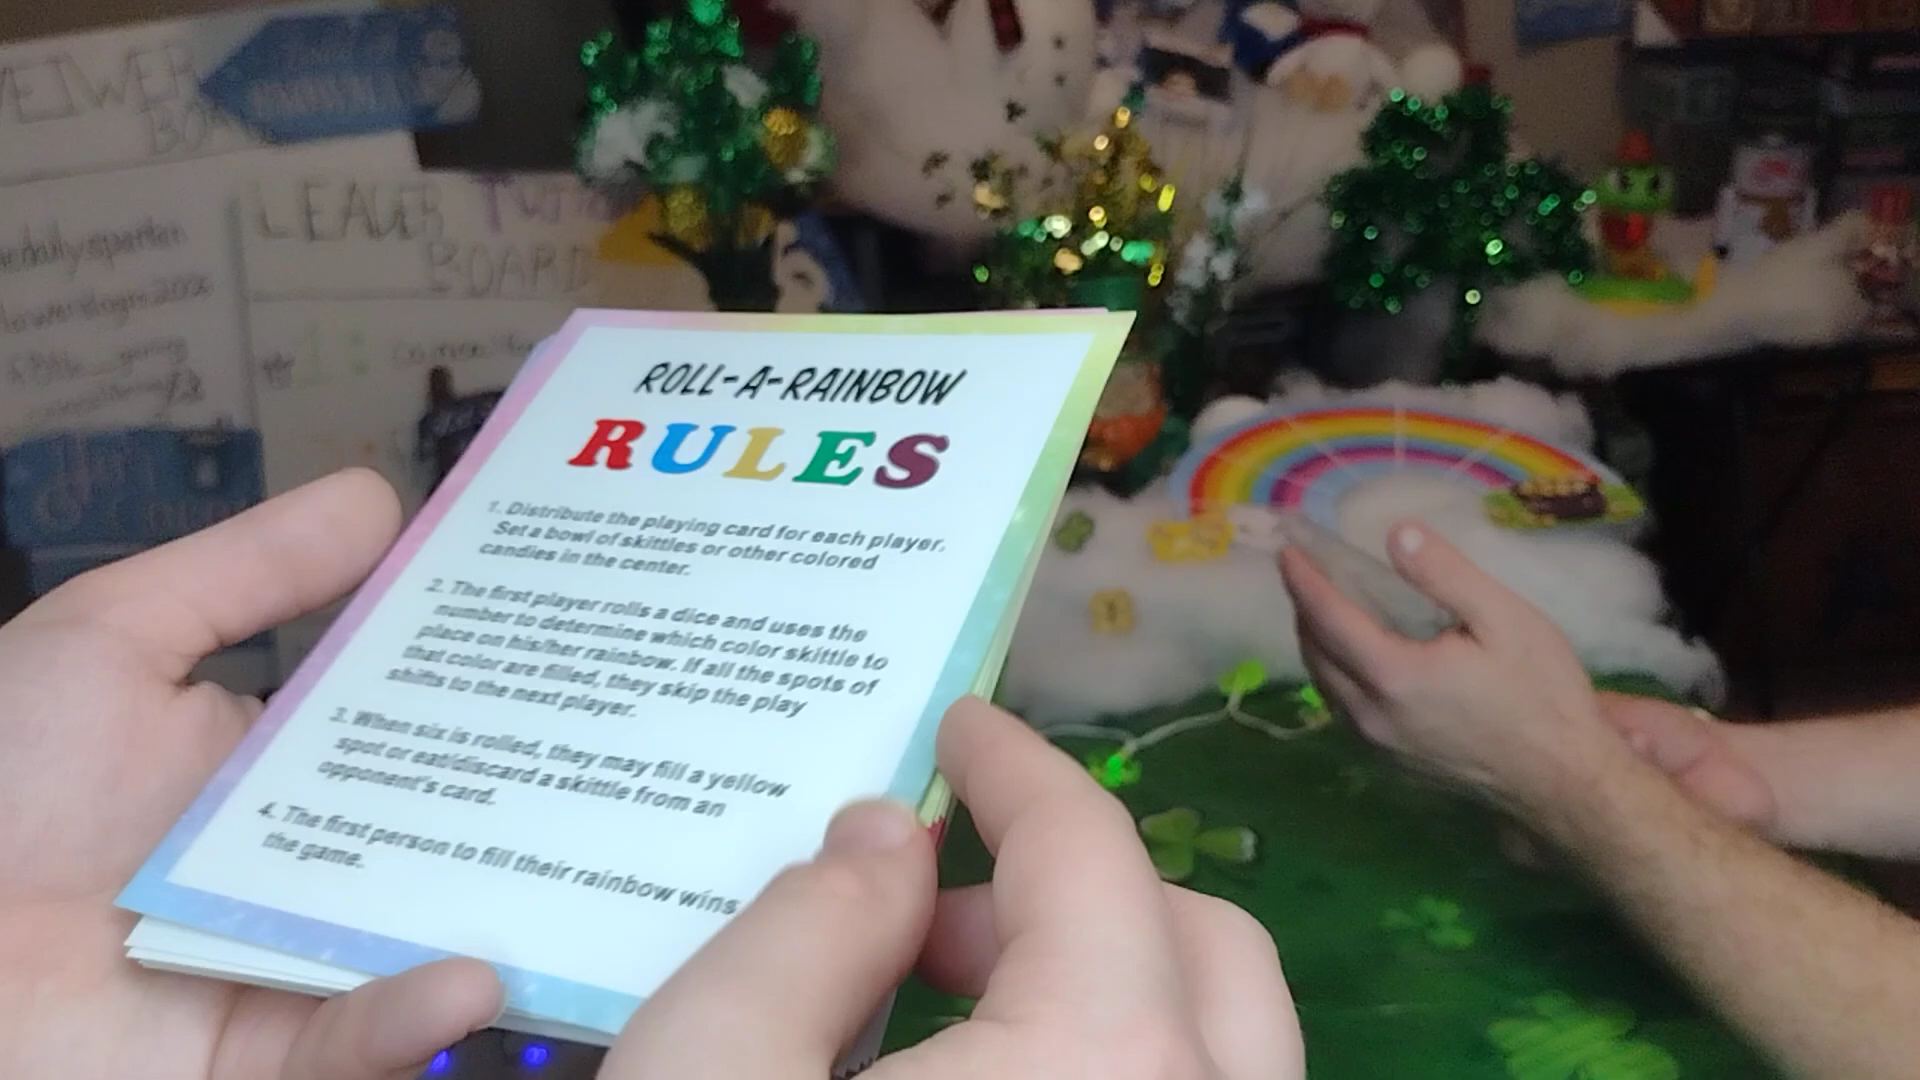 LEADER
BOARD
ROLL-A-RAINBOW
RULES
1. Distribute the playing card for each player.
Set a bowl of skittles or other colored
candies in the center.
2. The first player rolls a dice and uses the
number to determine which color skittle to
place on his/her rainbow. If all the spots of
that color are filled, they skip the play
shifts to the next player.
3. When six is rolled, they may fill a yellow
spot or eat/discard a skittle from an
opponent's card.
4. The first person to fill their rainbow wins
the game.